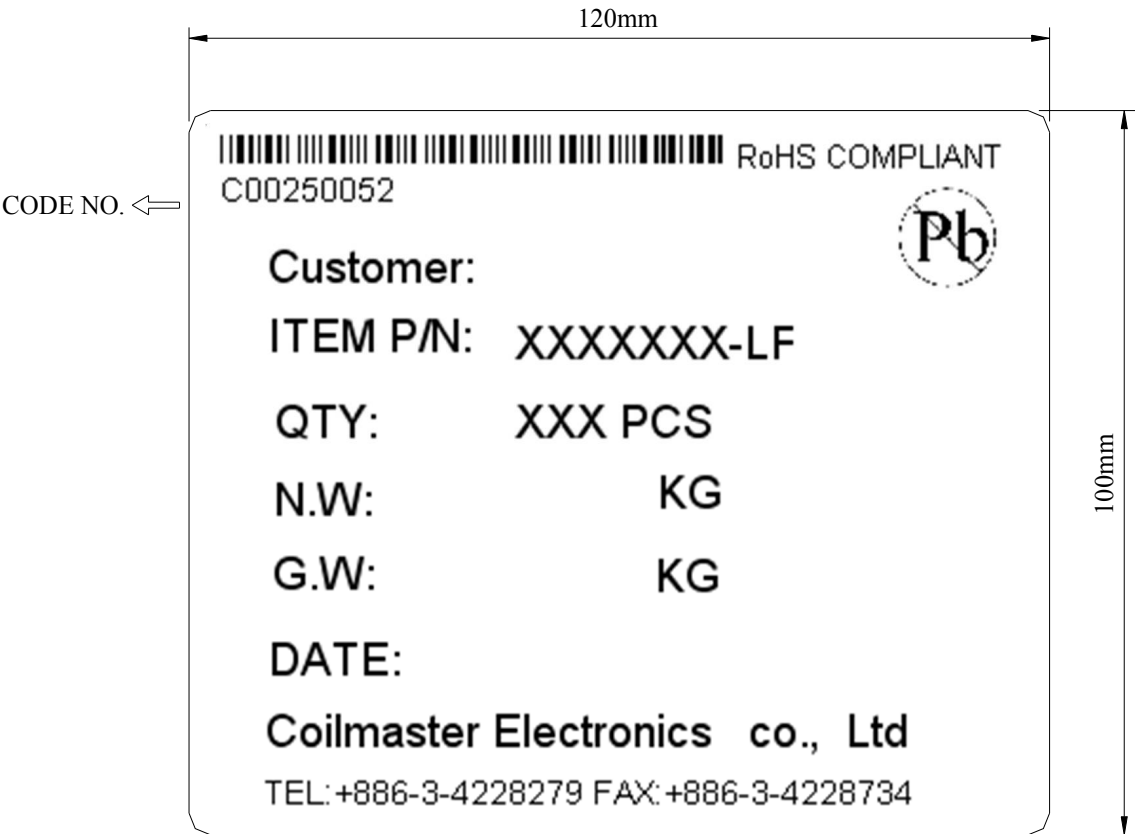 120mm
RoHS COMPLIANT
C00250052
CODE NO.
Pb
Customer:
ITEM P/N: XXXXXXX-LF
QTY: XXX PCS
N.W: KG
G.W: KG
100mm
DATE:
Coilmaster Electronics co., Ltd
TEL:+886-3-4228279 FAX:+886-3-4228734